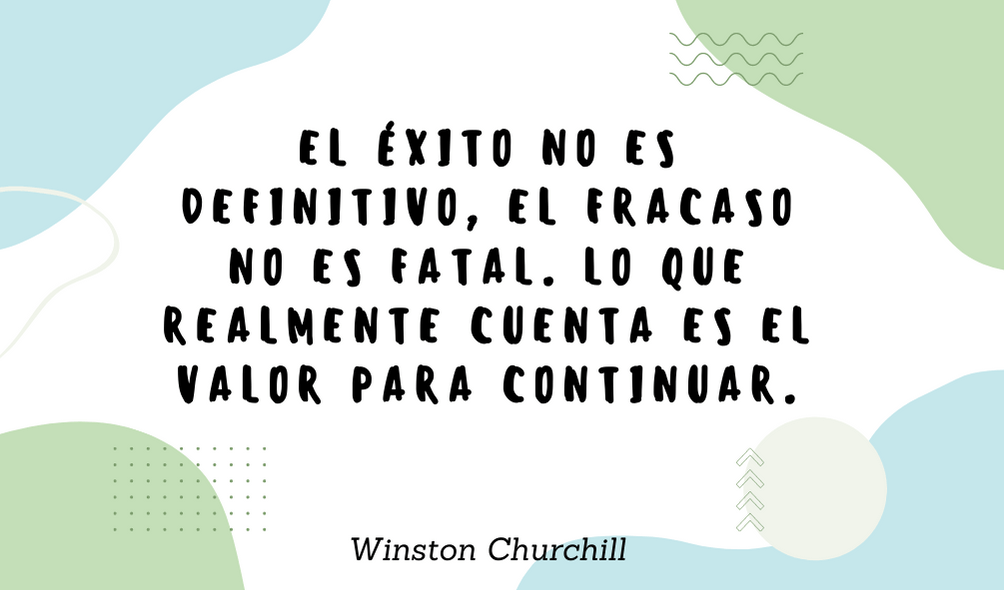 EL ÉXITO NO ES
DEFINITIVO, EL FRACASO
NO ES FATAL. LO QUE
REALMENTE CUENTA ES EL
VALOR PARA CONTINUAR.
Winston Churchill